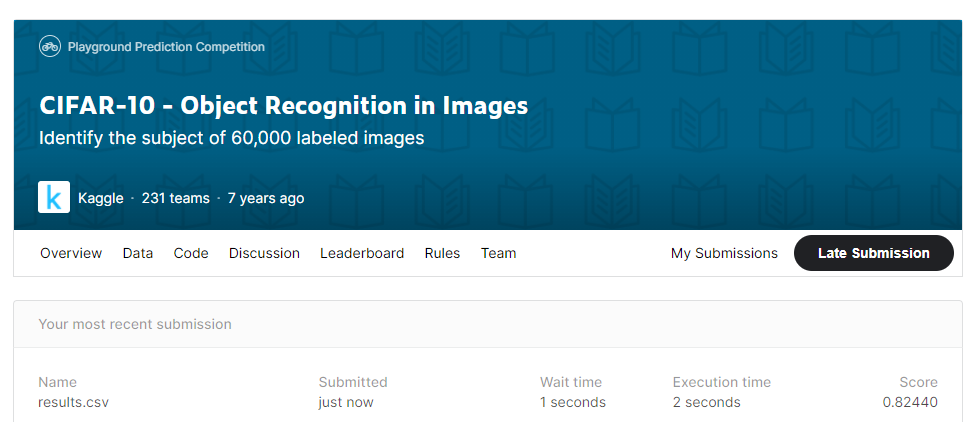 Playground Prediction Competition
CIFAR-10 - Object Recognition in Images
Identify the subject of 60,000 labeled images
k Kaggle · 231 teams · 7 years ago
Overview Data Code Discussion Leaderboard Rules Team My Submissions Late Submission
Your most recent submission
Name Submitted Wait time Execution time Score
results.csv just now 1 seconds 2 seconds 0.82440